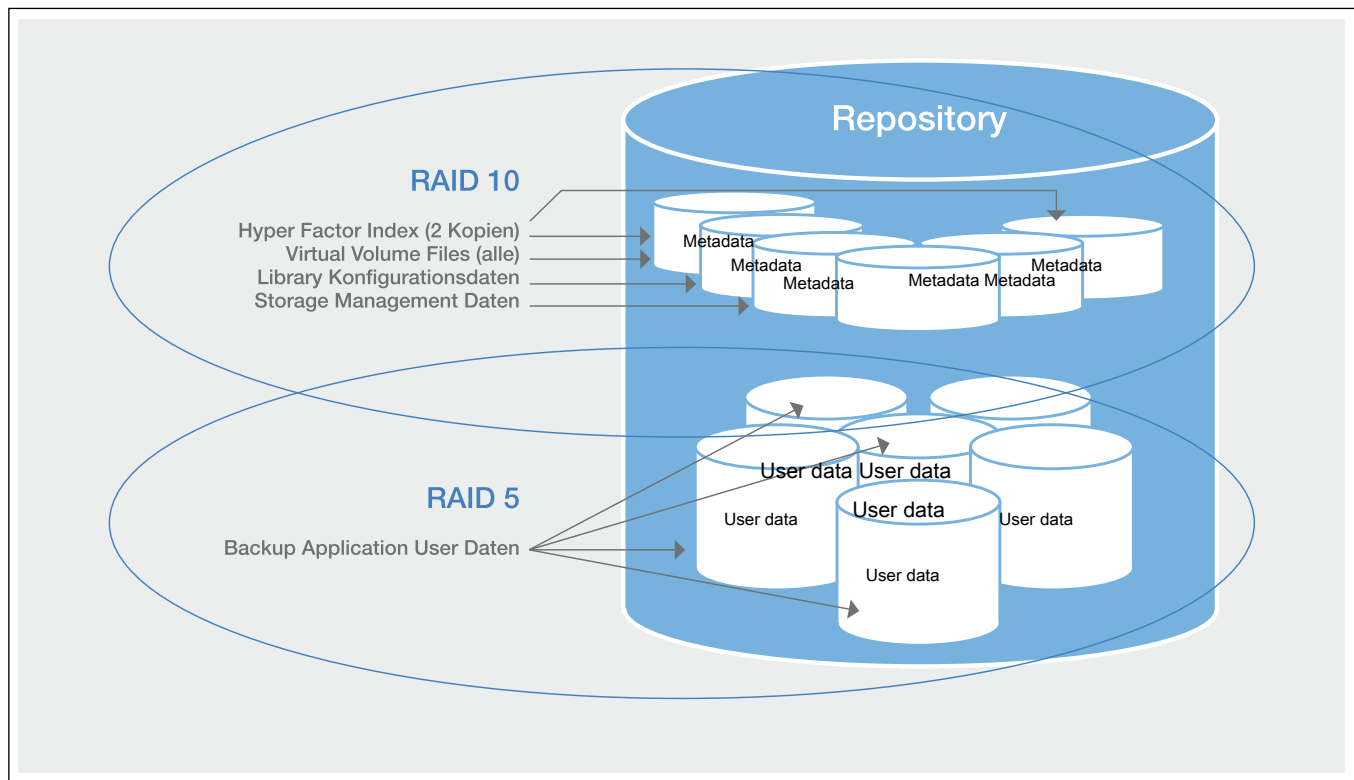 Repository
RAID 10
Hyper Factor Index (2 Kopien)
Virtual Volume Files (alle)
Library Konfigurationsdaten
Storage Management Daten
Metadata
Metadata
Metadata
Metadata Metadata
Metadata
RAID 5
Backup Application User Daten
User data User data
User data
User data
User data
User data